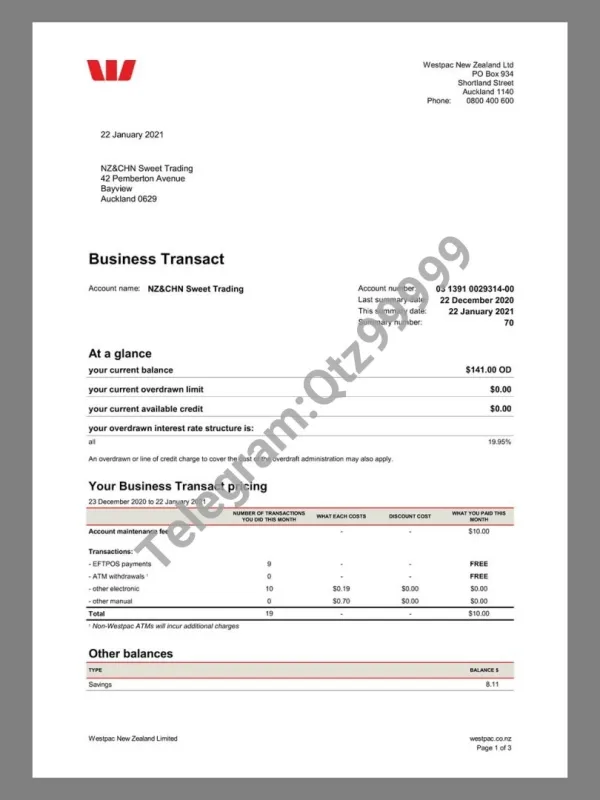 Westpac New Zealand Ltd
PO Box 934
Shortland Street
Auckland 1140
Phone: 0800 400 600
22 January 2021
NZ&CHN Sweet Trading
42 Pemberton Avenue
Bayview
Auckland 0629
Business Transact
Account name: NZ&CHN Sweet Trading
Account number: 03 1391 0029314-00
Last summary date: 22 December 2020
This summary date: 22 January 2021
Summary number: 70
At a glance
your current balance $141.00 OD
your current overdrawn limit $0.00
your current available credit $0.00
your overdrawn interest rate structure is:
all 19.95%
An overdrawn or line of credit charge to cover the cost of the overdraft administration may also apply.
Your Business Transact pricing
23 December 2020 to 22 January 2021
NUMBER OF TRANSACTIONS YOU DID THIS MONTH WHAT EACH COSTS DISCOUNT COST WHAT YOU PAID THIS MONTH
Account maintenance fee - - $10.00
Transactions:
- EFTPOS payments 9 - - FREE
- ATM withdrawals ¹ 0 - - FREE
- other electronic 10 $0.19 $0.00 $0.00
- other manual 0 $0.70 $0.00 $0.00
Total 19 - - $10.00
¹ Non-Westpac ATMs will incur additional charges
Other balances
TYPE BALANCE $
Savings 8.11
Westpac New Zealand Limited westpac.co.nz
Page 1 of 3
Telegram:Qtz99999